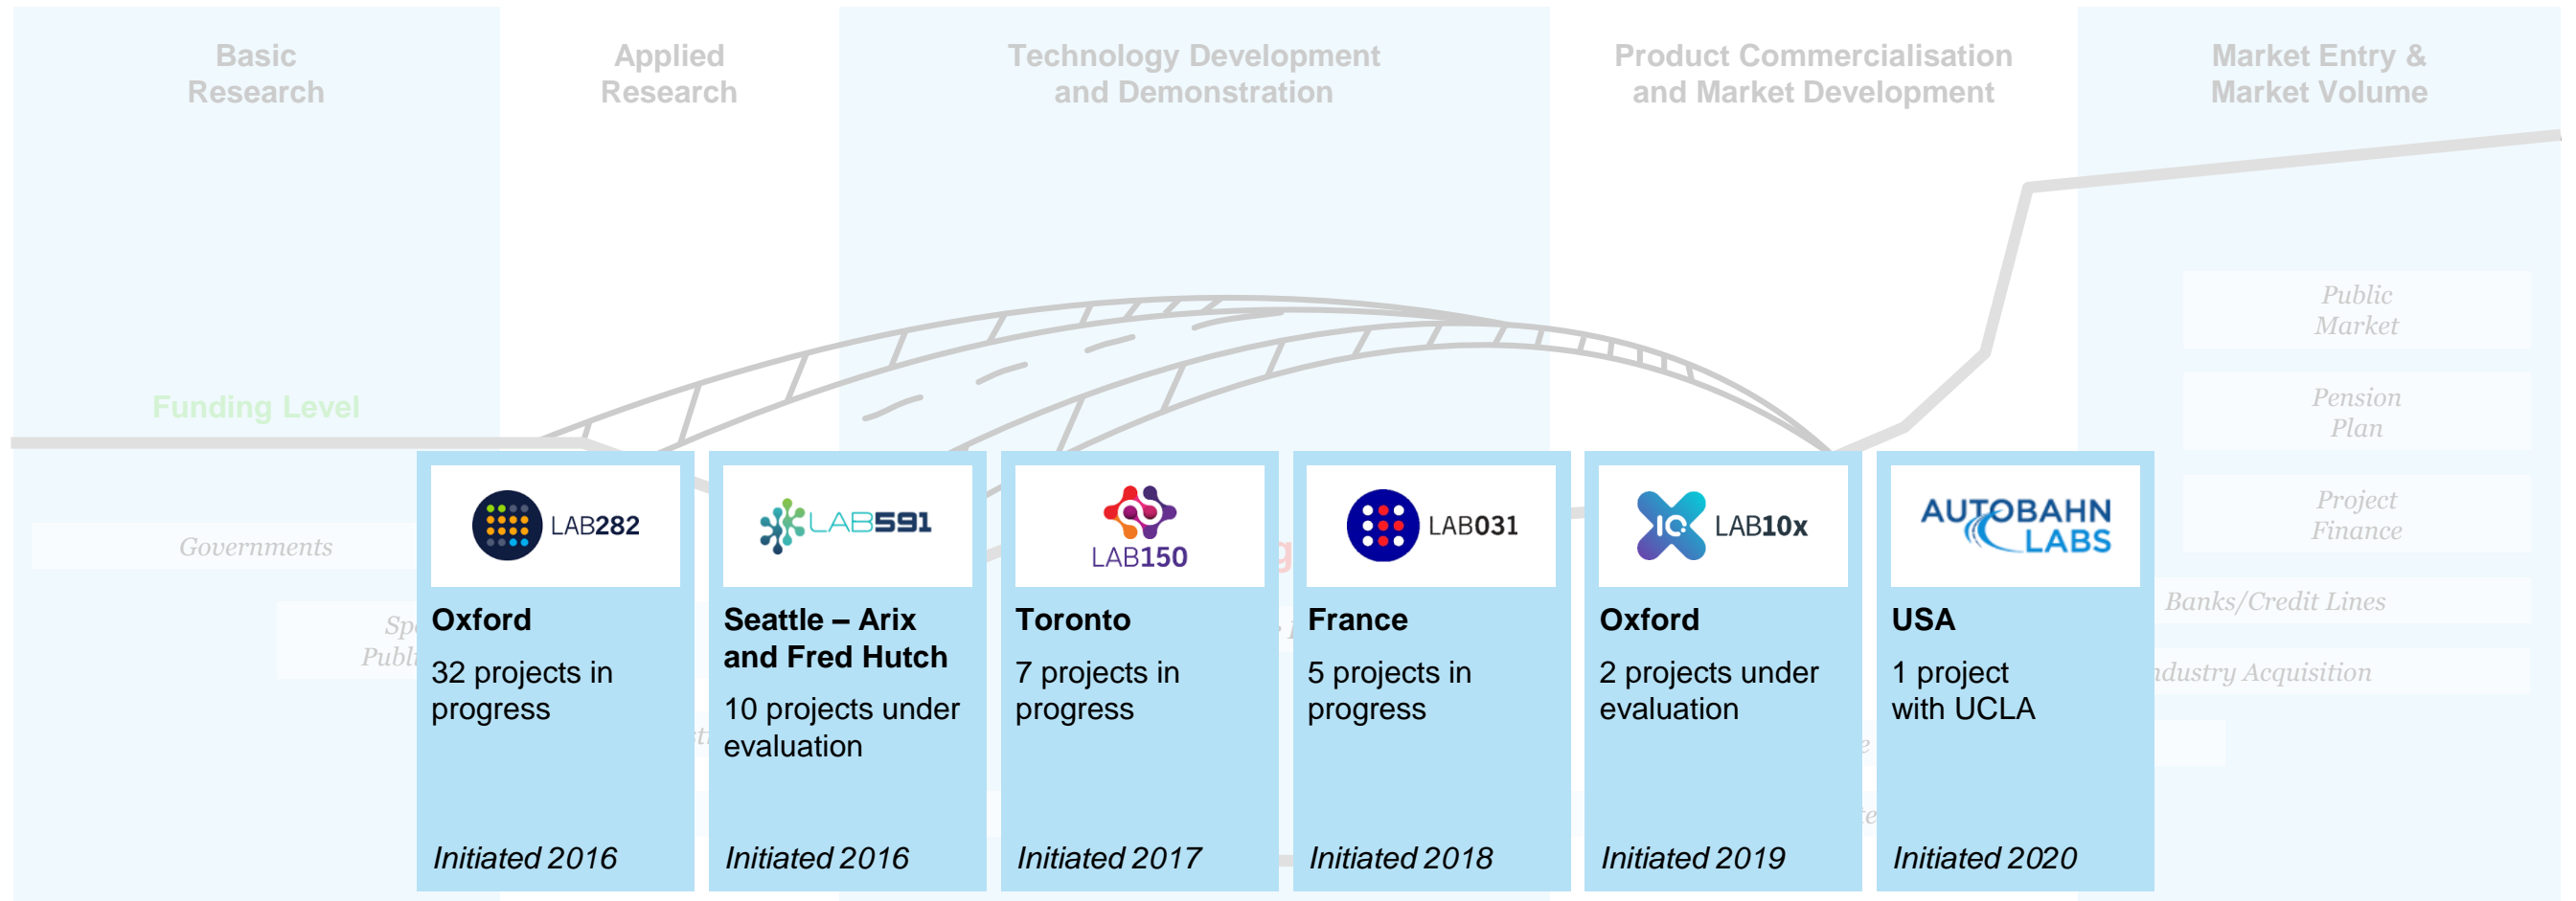 Basic
Research
Applied
Research
Technology Development
and Demonstration
Product Commercialisation
and Market Development
Market Entry &
Market Volume
Funding Level
Governments
Public
Market
Pension
Plan
Project
Finance
Banks/Credit Lines
Acquisition
LAB282
Oxford
32 projects in
progress
Initiated 2016
LAB591
Seattle – Arix
and Fred Hutch
10 projects under
evaluation
Initiated 2016
LAB150
Toronto
7 projects in
progress
Initiated 2017
LAB031
France
5 projects in
progress
Initiated 2018
IQ LAB10x
Oxford
2 projects under
evaluation
Initiated 2019
AUTOBAHN
LABS
USA
1 project
with UCLA
Initiated 2020